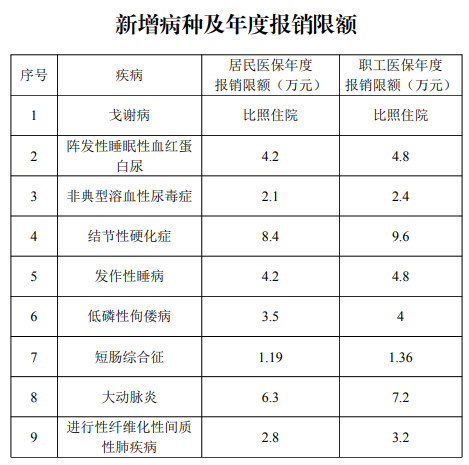 新增病种及年度报销限额
序号 疾病 居民医保年度报销限额（万元） 职工医保年度报销限额（万元）
1 戈谢病 比照住院 比照住院
2 阵发性睡眠性血红蛋白尿 4.2 4.8
3 非典型溶血性尿毒症 2.1 2.4
4 结节性硬化症 8.4 9.6
5 发作性睡病 4.2 4.8
6 低磷性佝偻病 3.5 4
7 短肠综合征 1.19 1.36
8 大动脉炎 6.3 7.2
9 进行性纤维化性间质性肺疾病 2.8 3.2